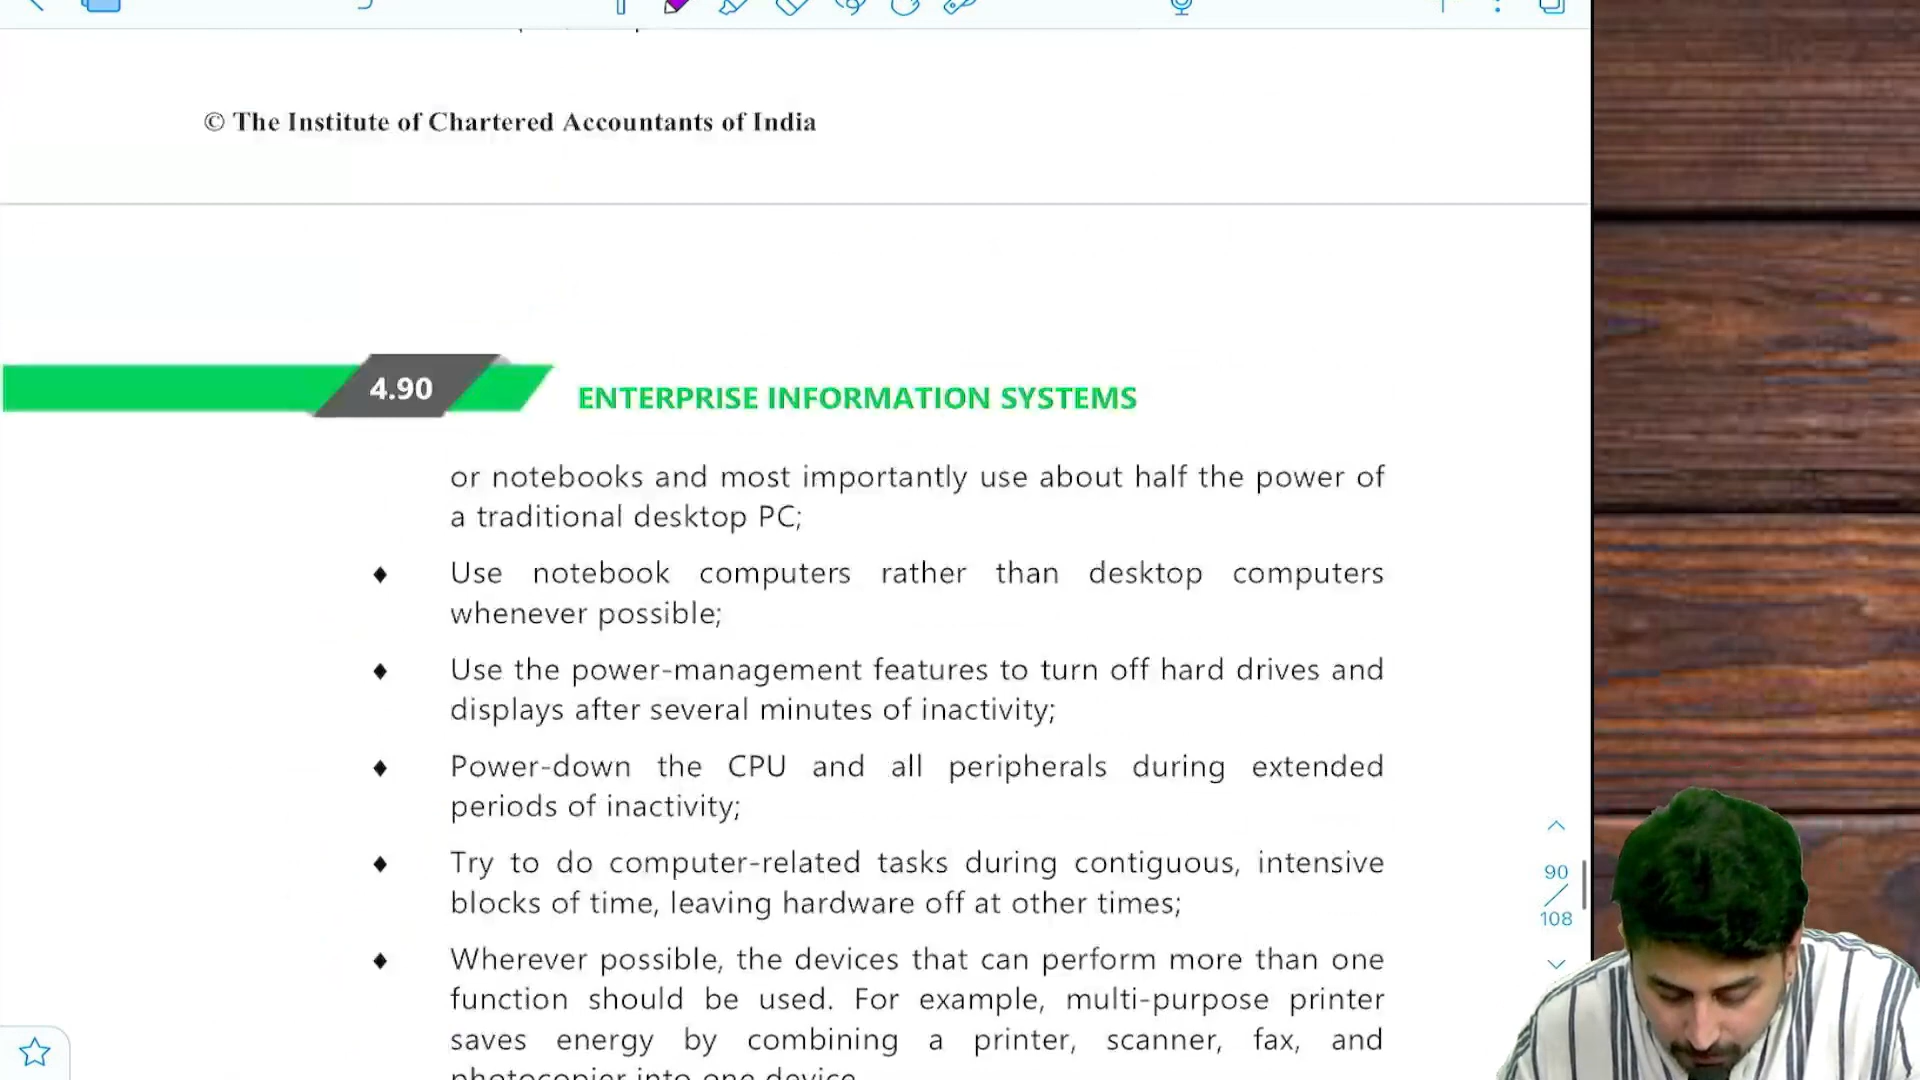 © The Institute of Chartered Accountants of India
4.90
ENTERPRISE INFORMATION SYSTEMS
or notebooks and most importantly use about half the power of
a traditional desktop PC;
♦ Use notebook computers rather than desktop computers
whenever possible;
♦ Use the power-management features to turn off hard drives and
displays after several minutes of inactivity;
♦ Power-down the CPU and all peripherals during extended
periods of inactivity;
♦ Try to do computer-related tasks during contiguous, intensive
blocks of time, leaving hardware off at other times;
♦ Wherever possible, the devices that can perform more than one
function should be used. For example, multi-purpose printer
saves energy by combining a printer, scanner, fax, and
photocopier into one device
90
108